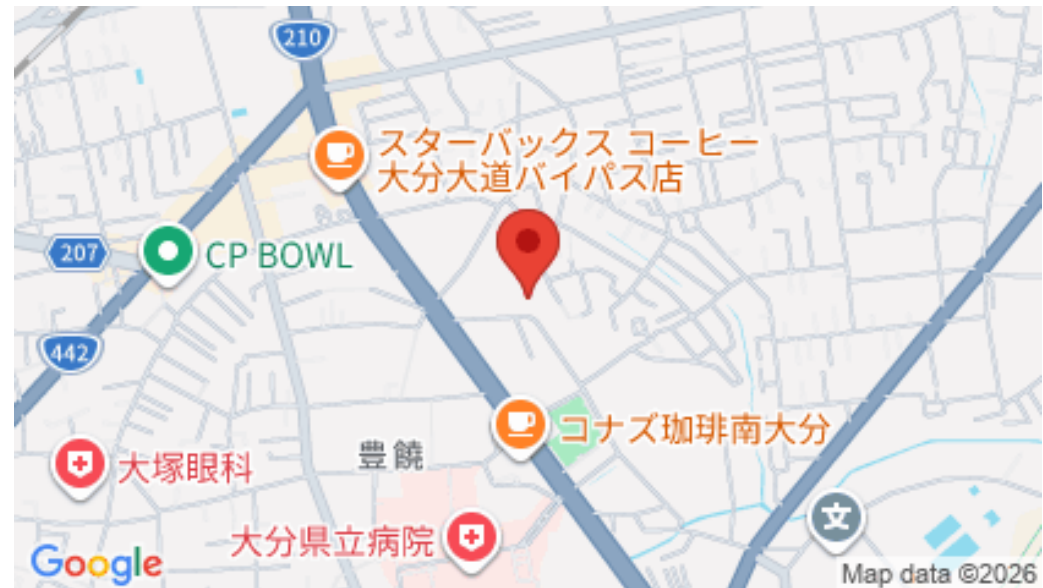 210
スターバックス コーヒー
大分大道バイパス店
207
CP BOWL
442
コナズ珈琲南大分
豊饒
大塚眼科
大分県立病院
文
Google
Map data ©2026